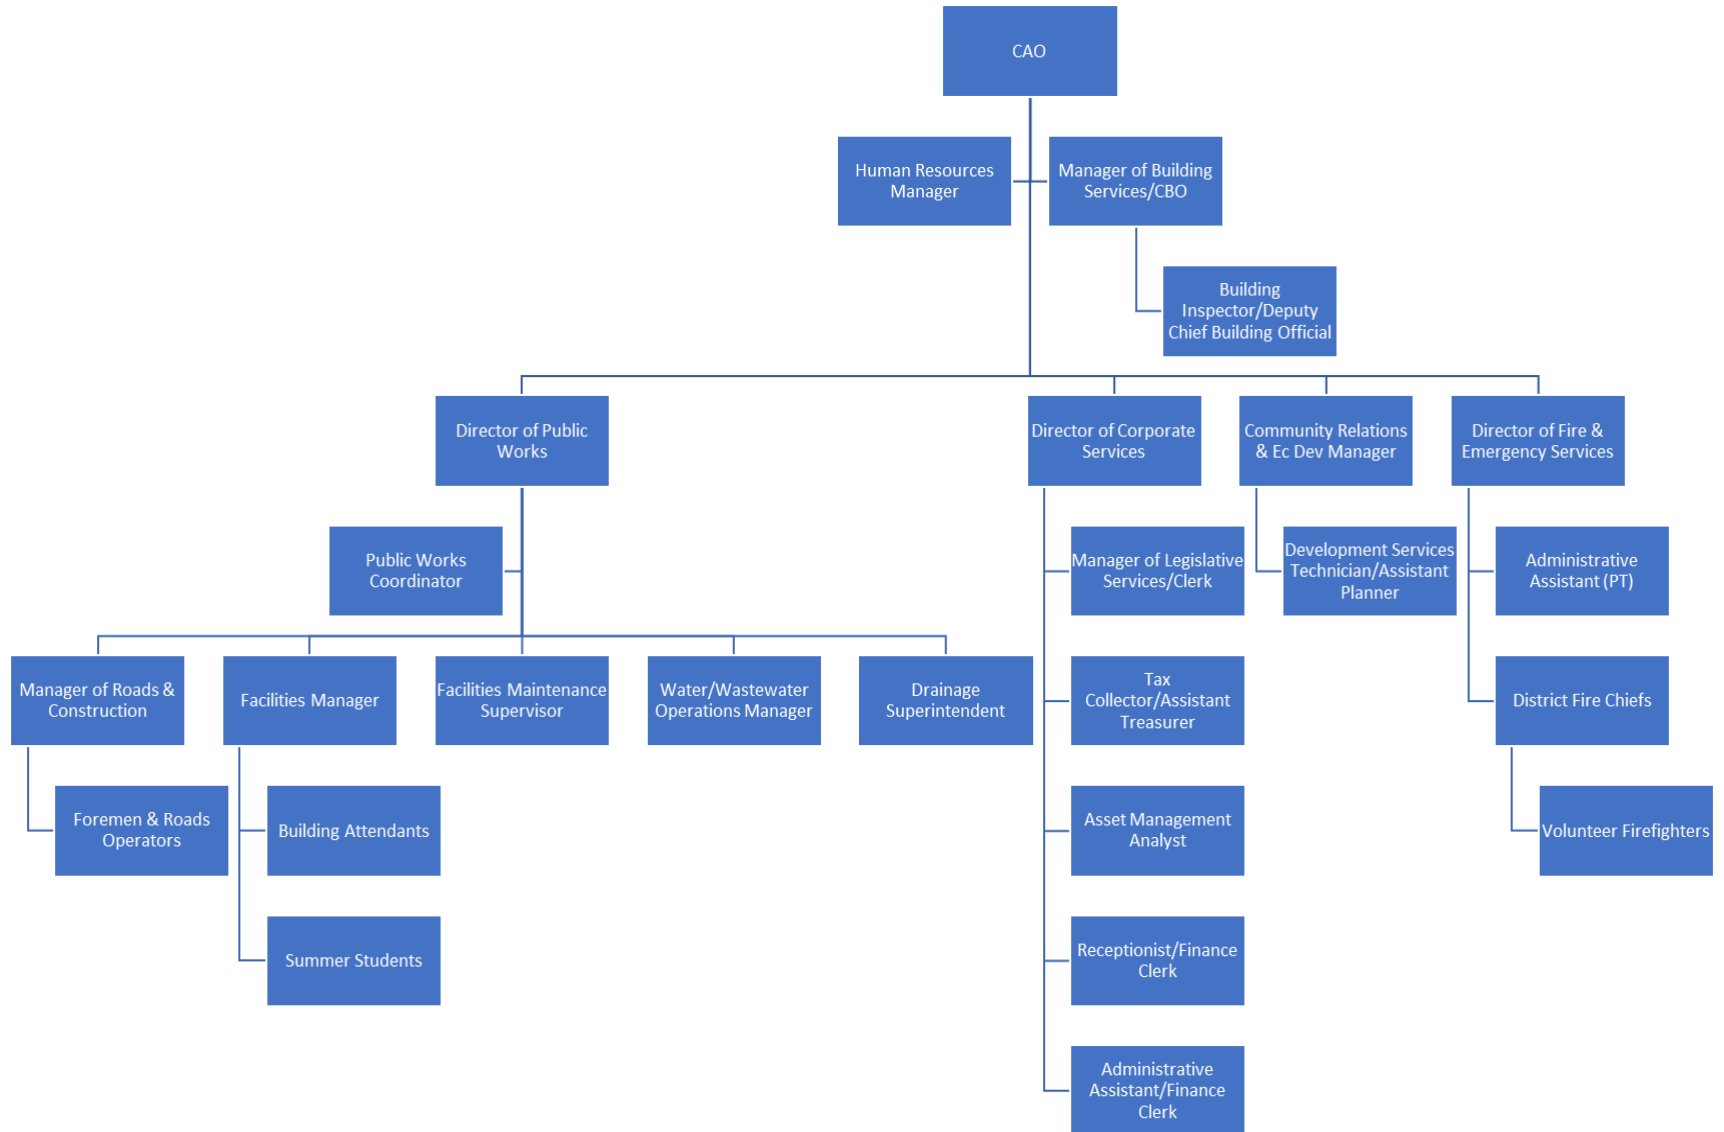 CAO
Human Resources
Manager
Manager of Building
Services/CBO
Building
Inspector/Deputy
Chief Building Official
Director of Public
Works
Director of Corporate
Services
Community Relations
& Ec Dev Manager
Director of Fire &
Emergency Services
Public Works
Coordinator
Manager of Legislative
Services/Clerk
Development Services
Technician/Assistant
Planner
Administrative
Assistant (PT)
Manager of Roads &
Construction
Facilities Manager
Facilities Maintenance
Supervisor
Water/Wastewater
Operations Manager
Drainage
Superintendent
Tax
Collector/Assistant
Treasurer
District Fire Chiefs
Foremen & Roads
Operators
Building Attendants
Asset Management
Analyst
Volunteer Firefighters
Summer Students
Receptionist/Finance
Clerk
Administrative
Assistant/Finance
Clerk